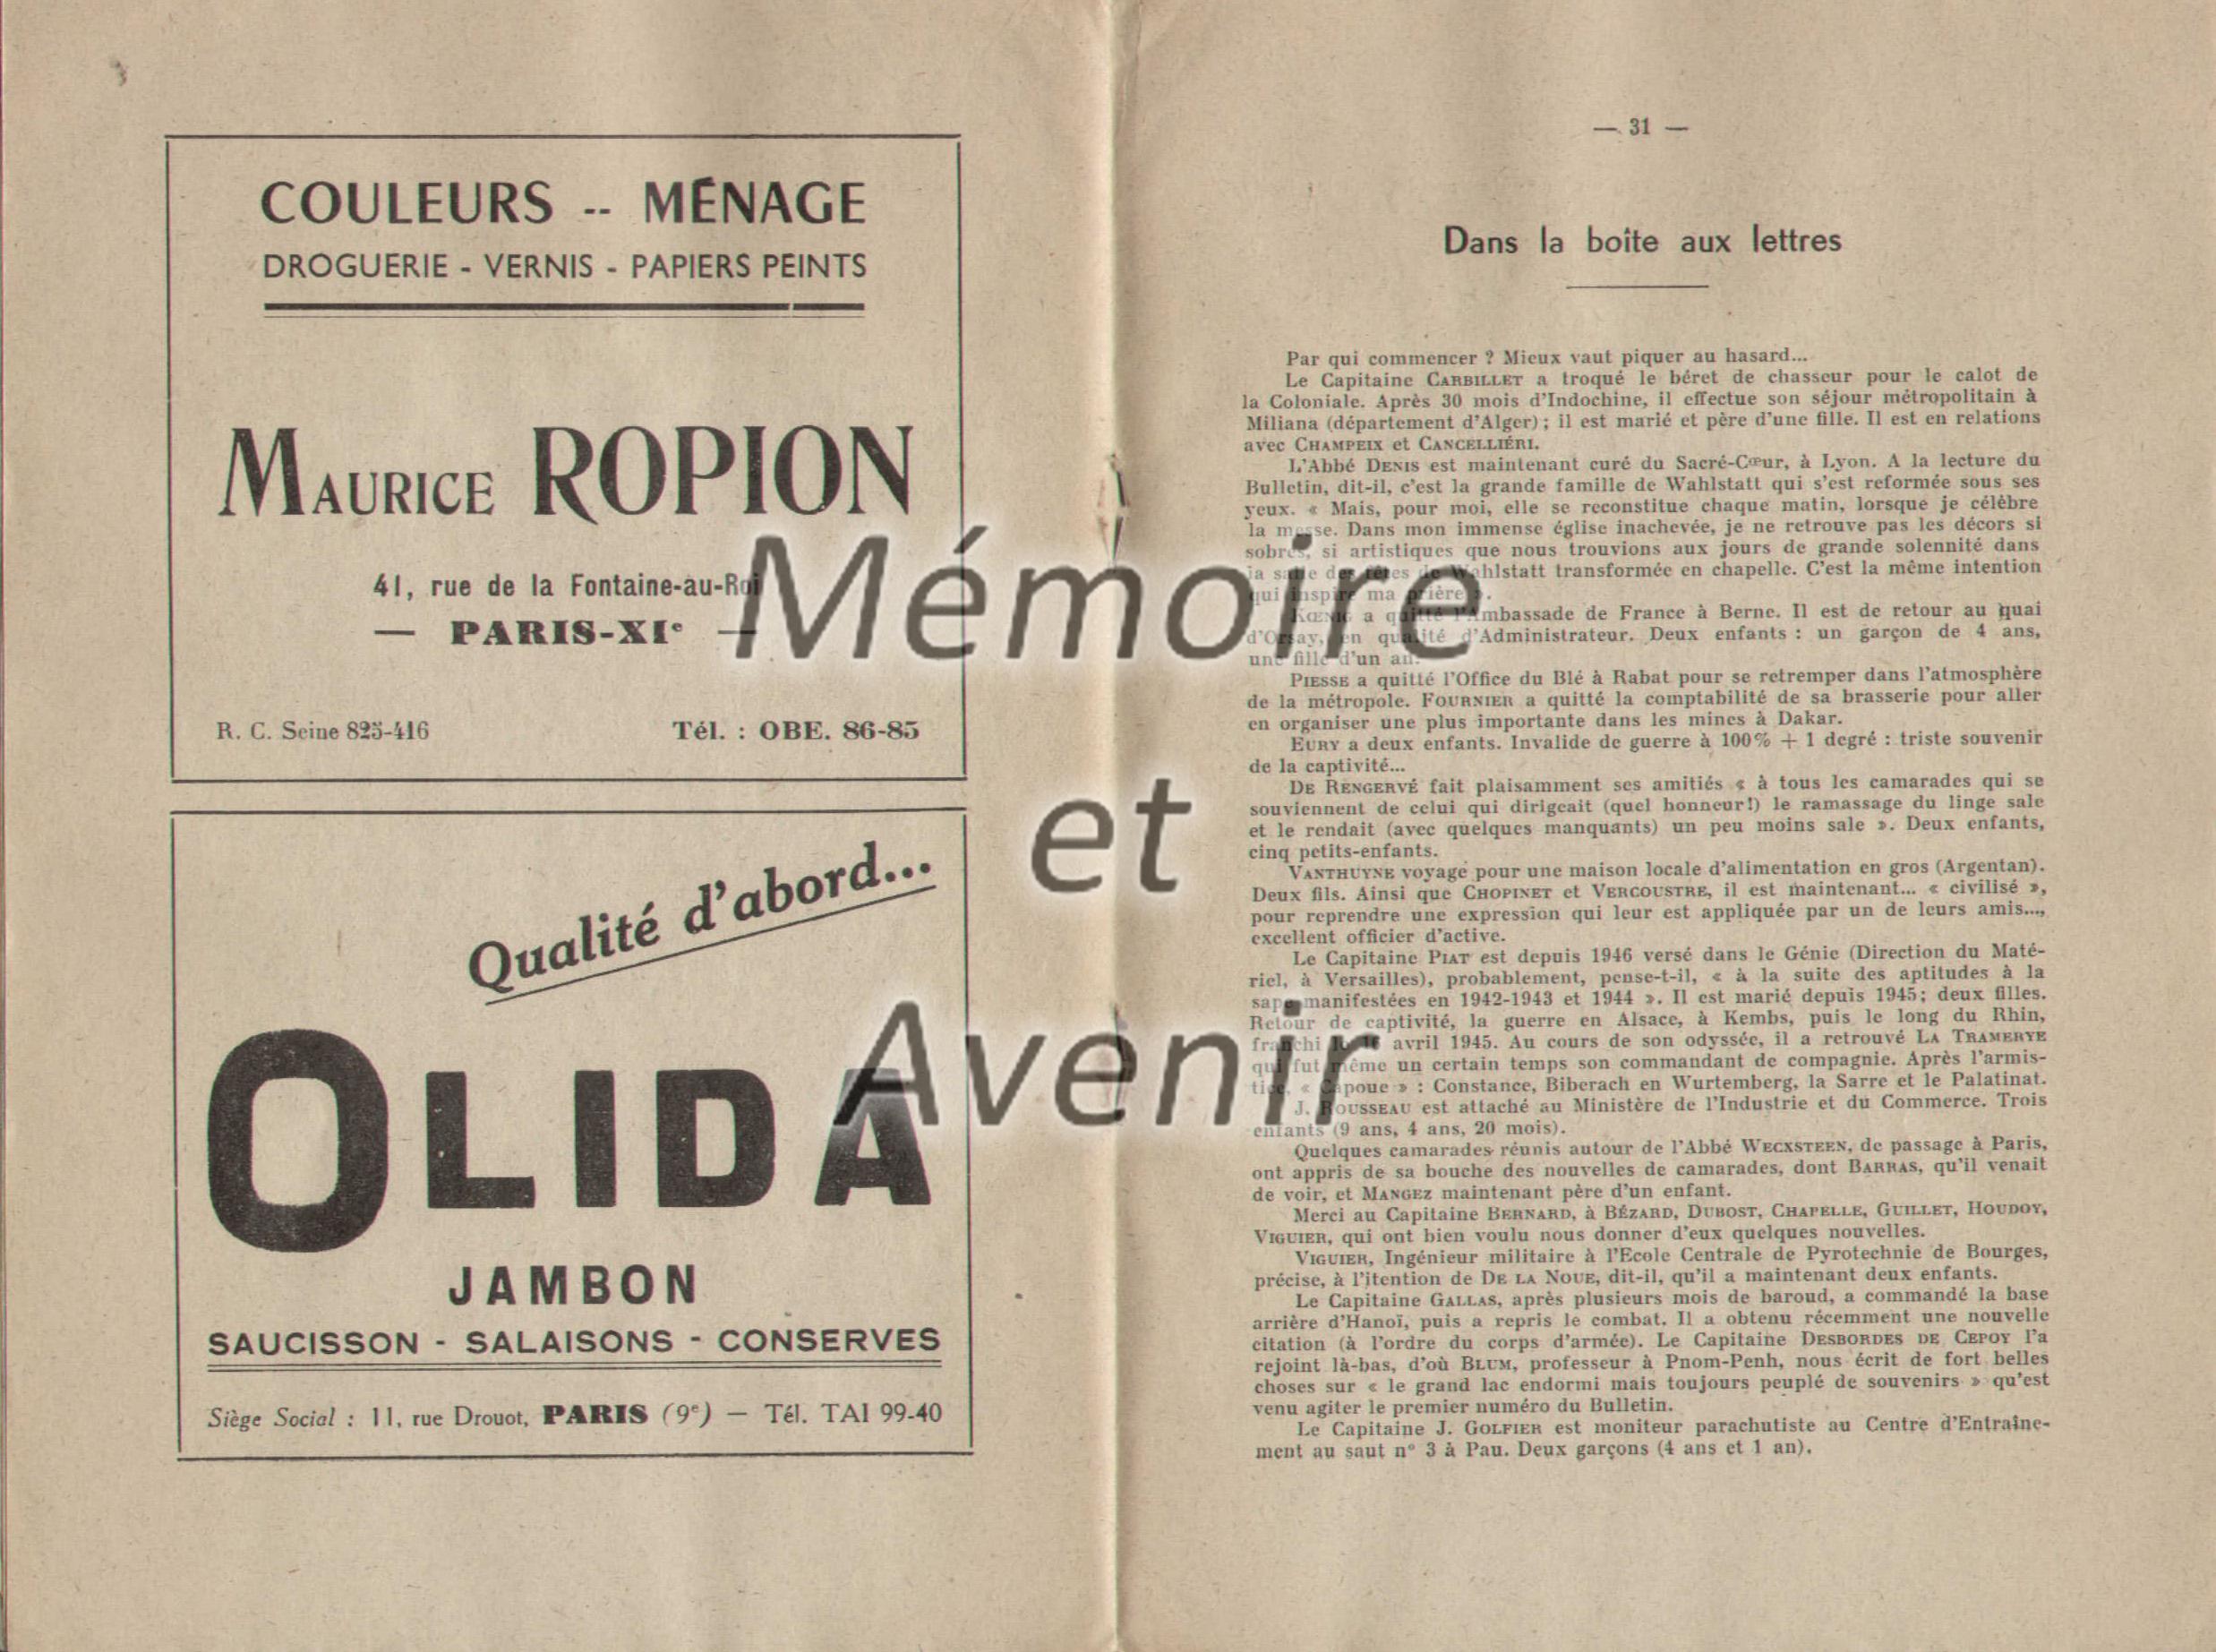 COULEURS -- MÉNAGE
DROGUERIE - VERNIS - PAPIERS PEINTS
MAURICE ROPION
41, rue de la Fontaine-au-Roi
— PARIS-XIe —
R. C. Seine 825-416 Tél. : OBE. 86-85
Qualité d'abord...
OLIDA
JAMBON
SAUCISSON - SALAISONS - CONSERVES
Siège Social : 11, rue Drouot, PARIS (9e) — Tél. TAI 99-40
Mémoire
et
Avenir
— 31 —
Dans la boite aux lettres
Par qui commencer ? Mieux vaut piquer au hasard...
Le Capitaine CARBILLET a troqué le béret de chasseur pour le calot de
la Coloniale. Après 30 mois d'Indochine, il effectue son séjour métropolitain à
Miliana (département d'Alger) ; il est marié et père d'une fille. Il est en relations
avec CHAMPEIX et CANCELLIÉRI.
L'Abbé DENIS est maintenant curé du Sacré-Cœur, à Lyon. A la lecture du
Bulletin, dit-il, c'est la grande famille de Wahlstatt qui s'est reformée sous ses
yeux. « Mais, pour moi, elle se reconstitue chaque matin, lorsque je célèbre
la messe. Dans mon immense église inachevée, je ne retrouve pas les décors si
sobres, si artistiques que nous trouvions aux jours de grande solennité dans
la salle des fêtes de Wahlstatt transformée en chapelle. C'est la même intention
qui inspire ma prière ».
a quitté l'Ambassade de France à Berne. Il est de retour au Quai
d'Orsay, en qualité d'Administrateur. Deux enfants : un garçon de 4 ans,
une fille d'un an.
PIESSE a quitté l'Office du Blé à Rabat pour se retremper dans l'atmosphère
de la métropole. FOURNIER a quitté la comptabilité de sa brasserie pour aller
en organiser une plus importante dans les mines à Dakar.
EURY a deux enfants. Invalide de guerre à 100% + 1 degré : triste souvenir
de la captivité...
DE RENGERVÉ fait plaisamment ses amitiés « à tous les camarades qui se
souviennent de celui qui dirigeait (quel honneur!) le ramassage du linge sale
et le rendait (avec quelques manquants) un peu moins sale ». Deux enfants,
cinq petits-enfants.
VANTHUYNE voyage pour une maison locale d'alimentation en gros (Argentan).
Deux fils. Ainsi que CHOPINET et VERCOUSTRE, il est maintenant... « civilisé »,
pour reprendre une expression qui leur est appliquée par un de leurs amis...,
excellent officier d'active.
Le Capitaine PIAT est depuis 1946 versé dans le Génie (Direction du Maté-
riel, à Versailles), probablement, pense-t-il, « à la suite des aptitudes à la
sape manifestées en 1942-1943 et 1944 ». Il est marié depuis 1945; deux filles.
Retour de captivité, la guerre en Alsace, à Kembs, puis le long du Rhin,
franchi avril 1945. Au cours de son odyssée, il a retrouvé LA TRAMERYE
qui fut même un certain temps son commandant de compagnie. Après l'armis-
tice, « Capoue » : Constance, Biberach en Wurtemberg, la Sarre et le Palatinat.
J. ROUSSEAU est attaché au Ministère de l'Industrie et du Commerce. Trois
enfants (9 ans, 4 ans, 20 mois).
Quelques camarades réunis autour de l'Abbé WECXSTEEN, de passage à Paris,
ont appris de sa bouche des nouvelles de camarades, dont BARRAS, qu'il venait
de voir, et MANGEZ maintenant père d'un enfant.
Merci au Capitaine BERNARD, à BÉZARD, DUBOST, CHAPELLE, GUILLET, HOUDOY,
VIGUIER, qui ont bien voulu nous donner d'eux quelques nouvelles.
VIGUIER, Ingénieur militaire à l'Ecole Centrale de Pyrotechnie de Bourges,
précise, à l'itention de DE LA NOUE, dit-il, qu'il a maintenant deux enfants.
Le Capitaine GALLAS, après plusieurs mois de baroud, a commandé la base
arrière d'Hanoï, puis a repris le combat. Il a obtenu récemment une nouvelle
citation (à l'ordre du corps d'armée). Le Capitaine DESBORDES DE CEPOY l'a
rejoint là-bas, d'où BLUM, professeur à Pnom-Penh, nous écrit de fort belles
choses sur « le grand lac endormi mais toujours peuplé de souvenirs » qu'est
venu agiter le premier numéro du Bulletin.
Le Capitaine J. GOLFIER est moniteur parachutiste au Centre d'Entraîne-
ment au saut n° 3 à Pau. Deux garçons (4 ans et 1 an).